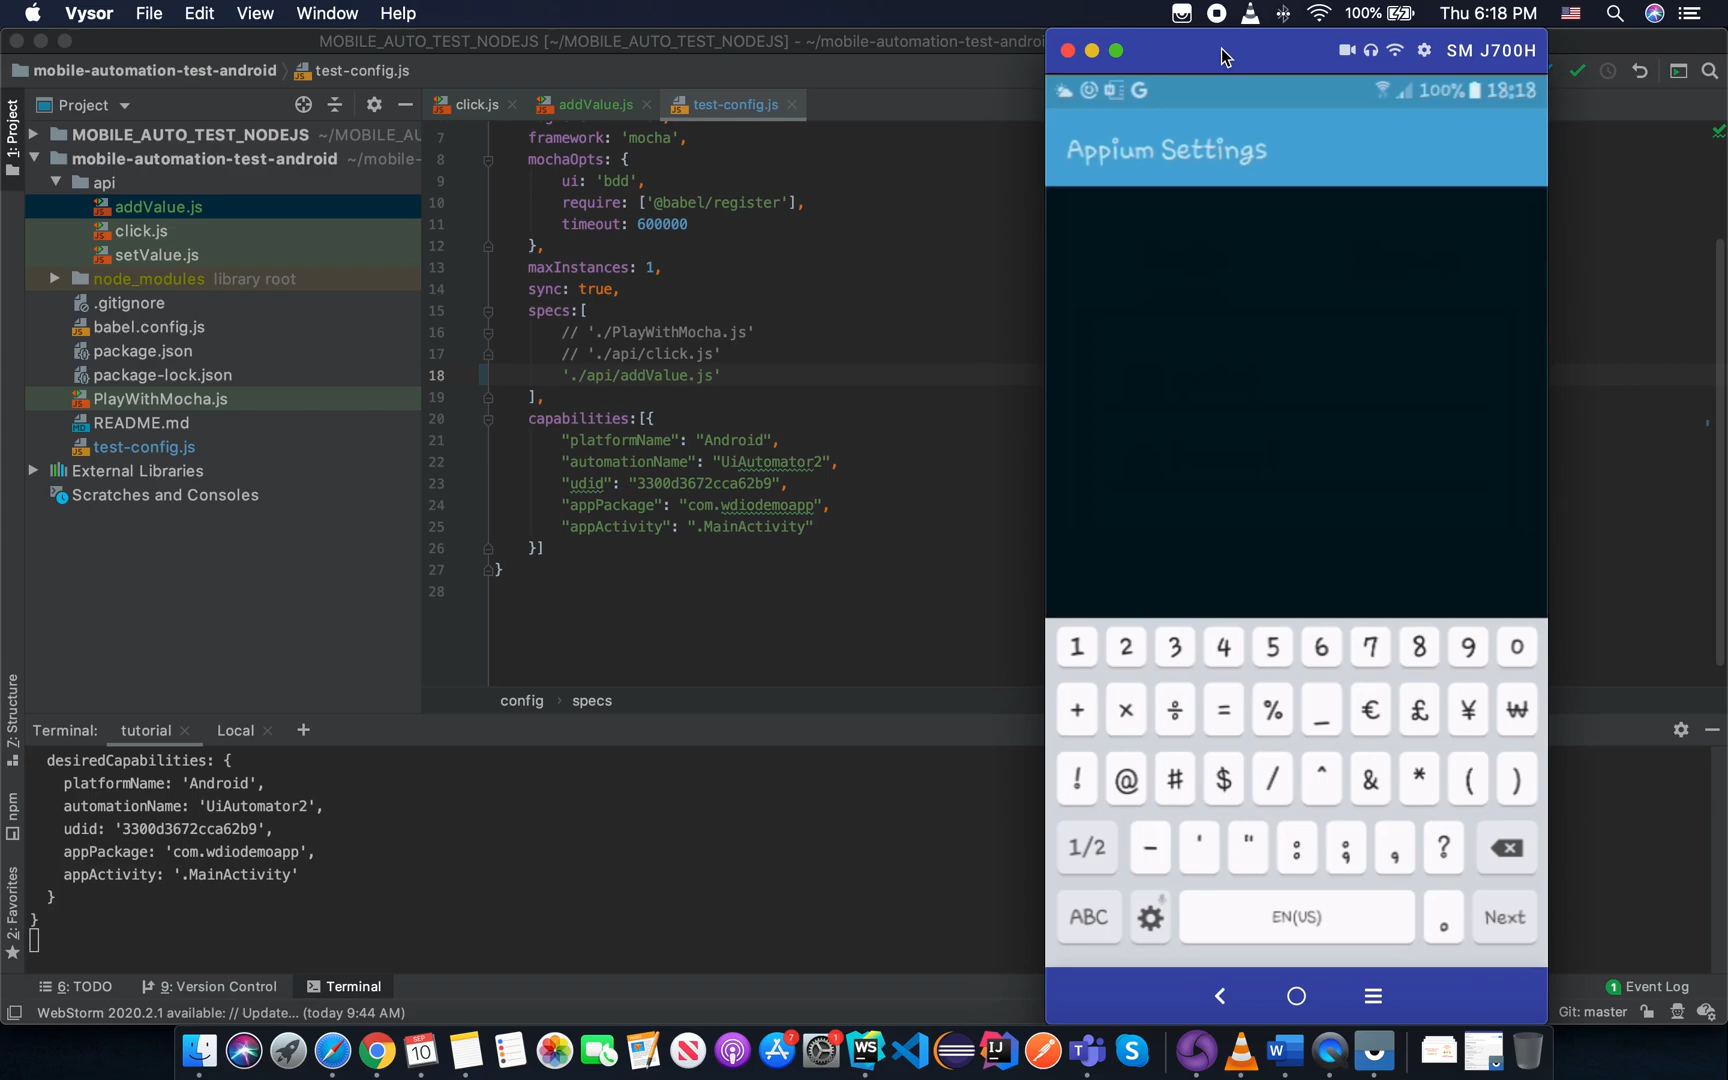 Vysor File Edit View Window Help
100% Thu 6:18 PM
MOBILE_AUTO_TEST_NODEJS [~/MOBILE_AUTO_TEST_NODEJS] - ~/mobile-automation-test-andro
mobile-automation-test-android test-config.js
1: Project
Project
click.js addValue.js test-config.js
MOBILE_AUTO_TEST_NODEJS ~/MOBILE_AU
mobile-automation-test-android ~/mobile-
api
addValue.js
click.js
setValue.js
node_modules library root
.gitignore
babel.config.js
package.json
package-lock.json
PlayWithMocha.js
README.md
test-config.js
External Libraries
Scratches and Consoles
7 framework: 'mocha',
8 mochaOpts: {
9 ui: 'bdd',
10 require: ['@babel/register'],
11 timeout: 600000
12 },
13 maxInstances: 1,
14 sync: true,
15 specs:[
16 // './PlayWithMocha.js'
17 // './api/click.js'
18 './api/addValue.js'
19 ],
20 capabilities:[{
21 "platformName": "Android",
22 "automationName": "UiAutomator2",
23 "udid": "3300d3672cca62b9",
24 "appPackage": "com.wdiodemoapp",
25 "appActivity": ".MainActivity"
26 }]
27 }
28
config specs
7: Structure
npm
2: Favorites
Terminal: tutorial Local +
desiredCapabilities: {
platformName: 'Android',
automationName: 'UiAutomator2',
udid: '3300d3672cca62b9',
appPackage: 'com.wdiodemoapp',
appActivity: '.MainActivity'
}
}
6: TODO 9: Version Control Terminal
1 Event Log
WebStorm 2020.2.1 available: // Update... (today 9:44 AM)
Git: master
SM J700H
G 100% 18:18
Appium Settings
1 2 3 4 5 6 7 8 9 0
+ × ÷ = % _ € £ ¥ ₩
! @ # $ / ^ & * ( )
1/2 - ' " : ; , ?
ABC EN(US) . Next
SEP
10
7
1
WS
IJ
T
S
W